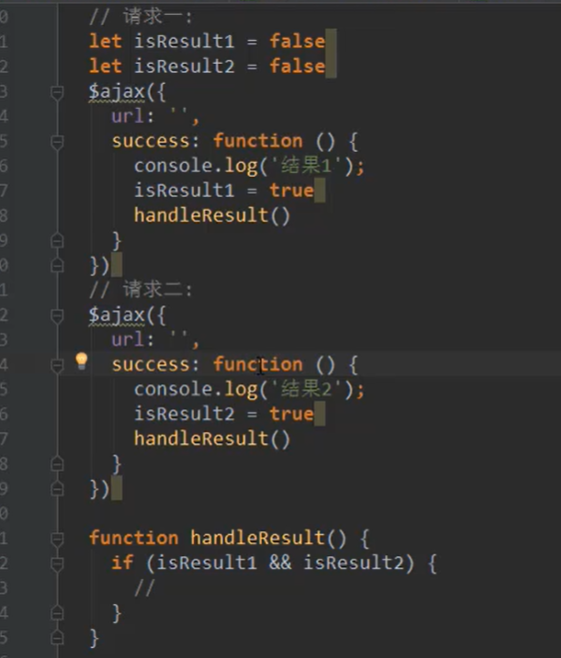 0 // 请求一:
1 let isResult1 = false
2 let isResult2 = false
3 $ajax({
4 url: '',
5 success: function () {
6 console.log('结果1');
7 isResult1 = true
8 handleResult()
9 }
0 })
1 // 请求二:
2 $ajax({
3 url: '',
4 success: function () {
5 console.log('结果2');
6 isResult2 = true
7 handleResult()
8 }
9 })
0
1 function handleResult() {
2 if (isResult1 && isResult2) {
3 //
4 }
5 }